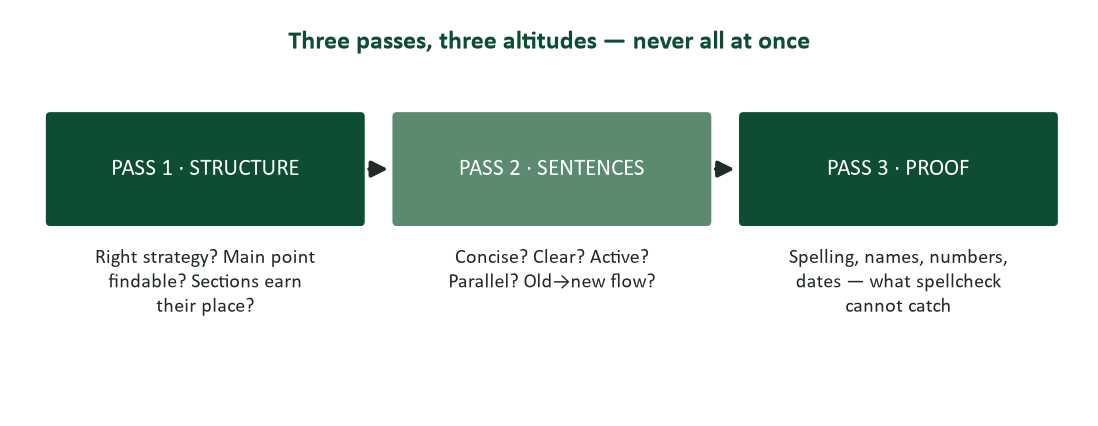 Three passes, three altitudes — never all at once
PASS 1 · STRUCTURE
PASS 2 · SENTENCES
PASS 3 · PROOF
Right strategy? Main point
findable? Sections earn
their place?
Concise? Clear? Active?
Parallel? Old→new flow?
Spelling, names, numbers,
dates — what spellcheck
cannot catch